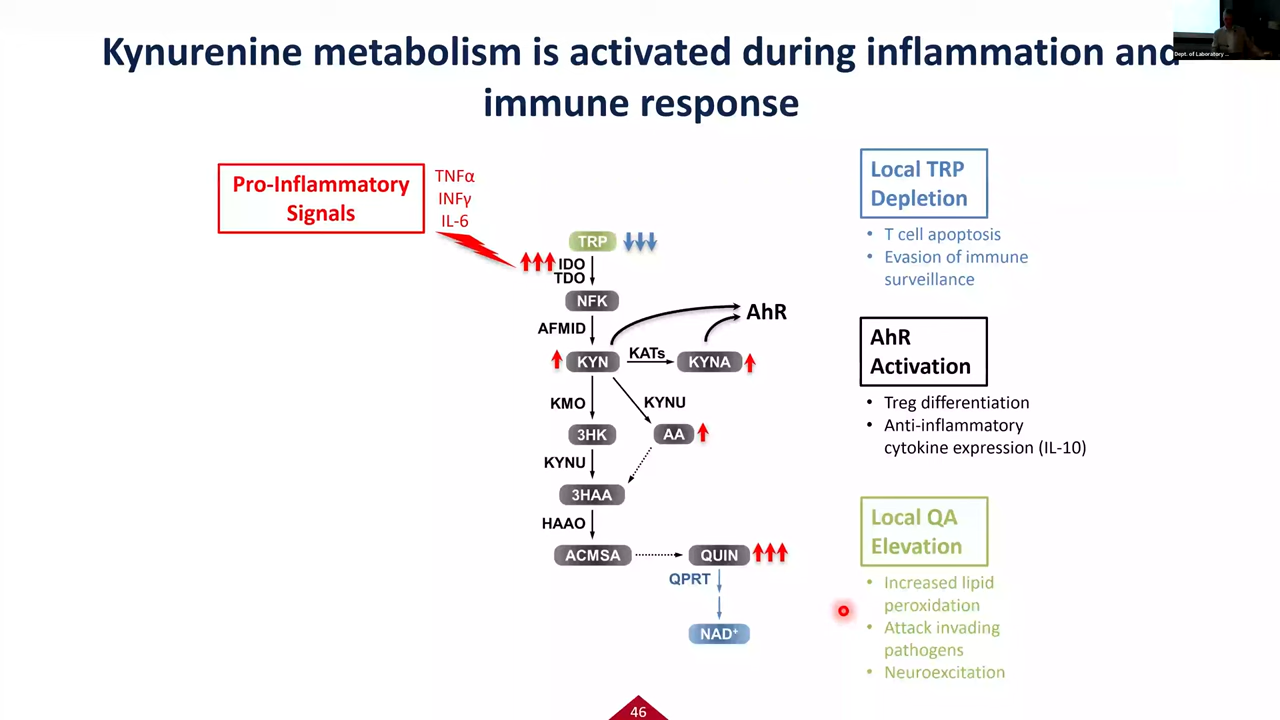 Kynurenine metabolism is activated during inflammation and
immune response
Dept. of Laboratory ...
Pro-Inflammatory
Signals
TNFα
INFγ
IL-6
TRP
IDO
TDO
NFK
AFMID
AhR
KYN
KATs
KYNA
KMO
KYNU
3HK
AA
KYNU
3HAA
HAAO
ACMSA
QUIN
QPRT
NAD⁺
Local TRP
Depletion
• T cell apoptosis
• Evasion of immune
surveillance
AhR
Activation
• Treg differentiation
• Anti-inflammatory
cytokine expression (IL-10)
Local QA
Elevation
• Increased lipid
peroxidation
• Attack invading
pathogens
• Neuroexcitation
46